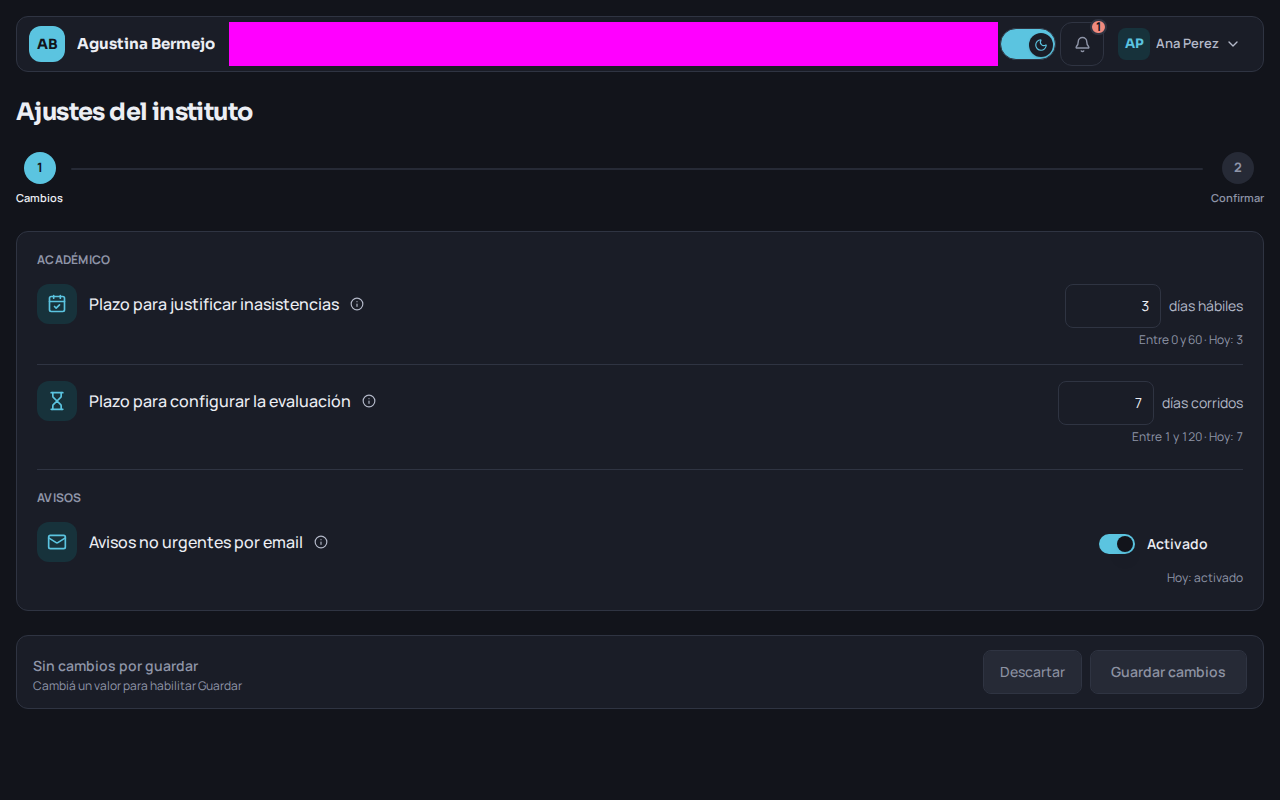 AB Agustina Bermejo 1 AP Ana Perez
Ajustes del instituto
1 2
Cambios Confirmar
ACADÉMICO
Plazo para justificar inasistencias 3 días hábiles
Entre 0 y 60 · Hoy: 3
Plazo para configurar la evaluación 7 días corridos
Entre 1 y 120 · Hoy: 7
AVISOS
Avisos no urgentes por email Activado
Hoy: activado
Sin cambios por guardar
Cambiá un valor para habilitar Guardar
Descartar Guardar cambios